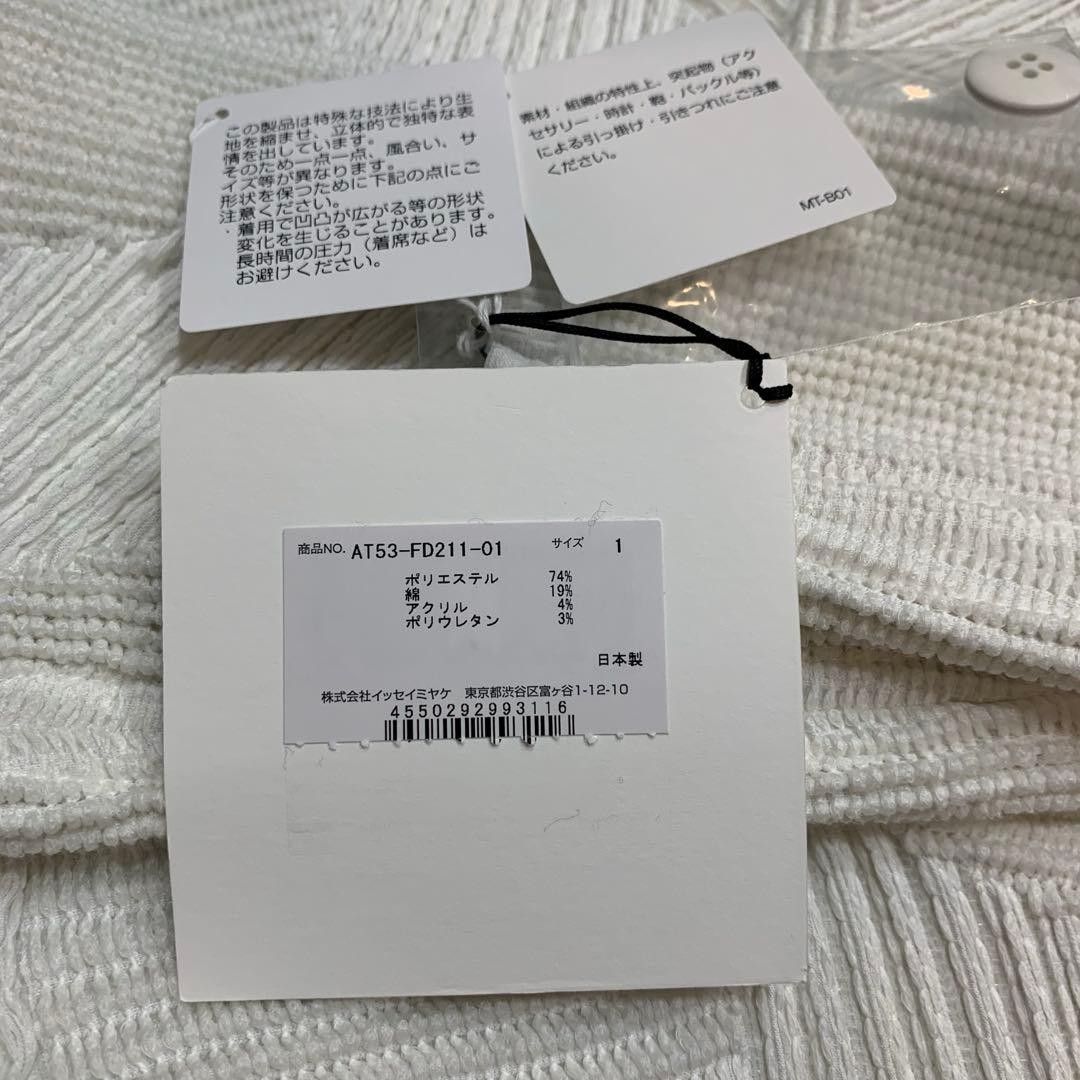 この製品は特殊な技法により生
地を縮ませ、立体的で独特な表
情を出しています。
そのため一点一点、風合い、サ
イズ等が異なります。
形状を保つために下記の点にご
注意ください。
・着用で凹凸が広がる等の形状
変化を生じることがあります。
長時間の圧力（着席など）は
お避けください。
素材・組織の特性上、突起物（アク
セサリー・時計・鞄・バックル等）
による引っ掛け・引きつれにご注意
ください。
MT-B01
商品NO. AT53-FD211-01 サイズ 1
ポリエステル 74%
綿 19%
アクリル 4%
ポリウレタン 3%
日本製
株式会社イッセイミヤケ 東京都渋谷区富ヶ谷1-12-10
4550292993116